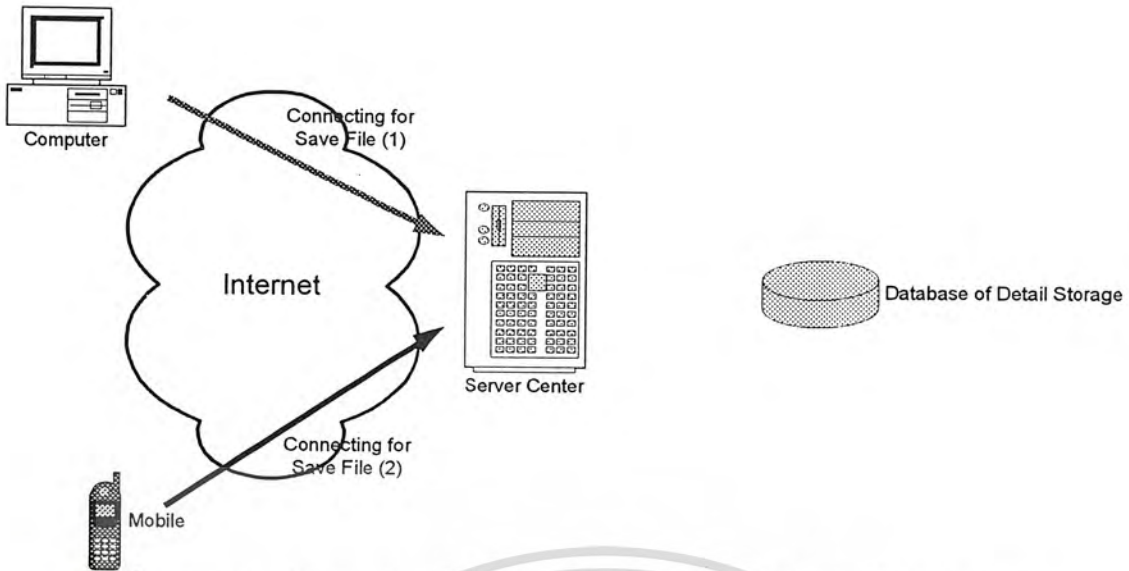 Computer
Connecting for
Save File (1)
Internet
Database of Detail Storage
Server Center
Connecting for
Save File (2)
Mobile